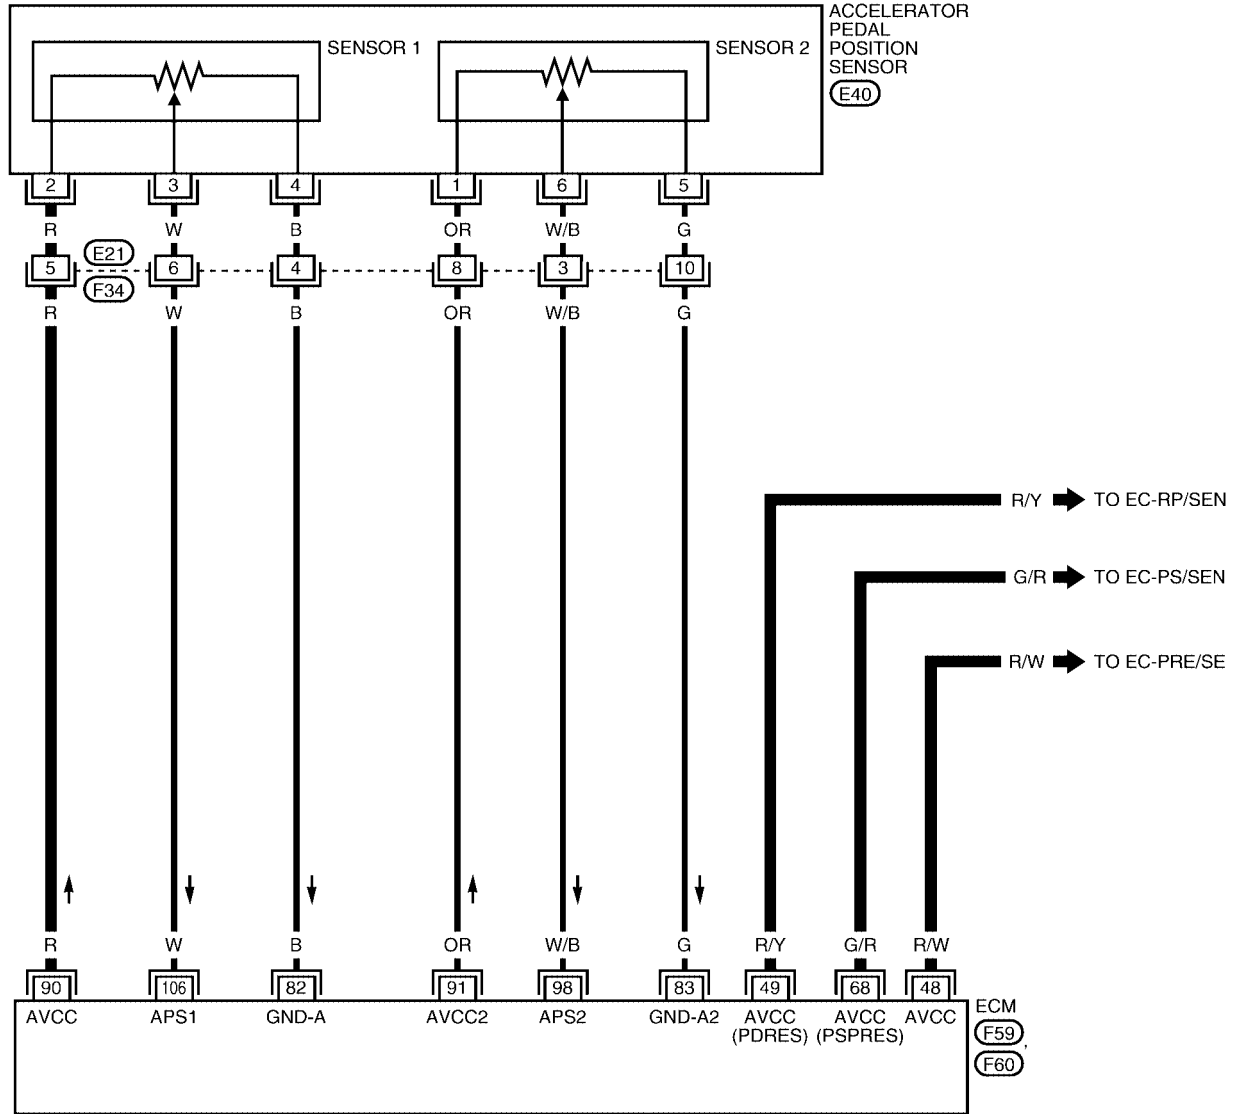 ACCELERATOR
PEDAL
POSITION
SENSOR
E40
SENSOR 1
SENSOR 2
2 3 4 1 6 5
R W B OR W/B G
E21
5 6 4 8 3 10
F34
R W B OR W/B G
R/Y TO EC-RP/SEN
G/R TO EC-PS/SEN
R/W TO EC-PRE/SE
R W B OR W/B G R/Y G/R R/W
90 106 82 91 98 83 49 68 48
AVCC APS1 GND-A AVCC2 APS2 GND-A2 AVCC AVCC AVCC
(PDRES) (PSPRES)
ECM
F59 ,
F60